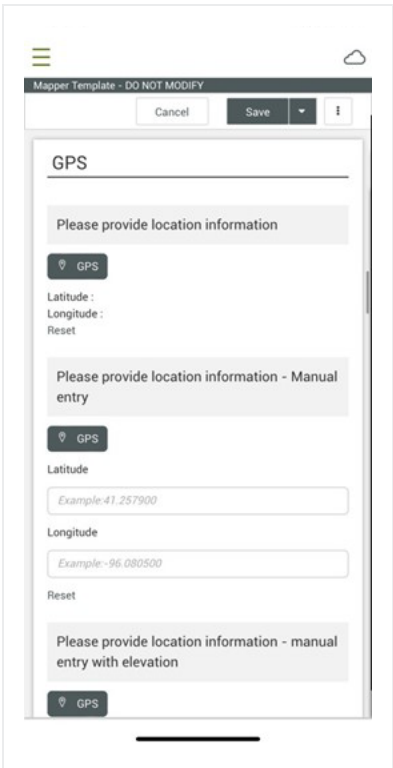 Mapper Template - DO NOT MODIFY
Cancel
Save
GPS
Please provide location information
GPS
Latitude :
Longitude :
Reset
Please provide location information - Manual
entry
GPS
Latitude
Example:41.257900
Longitude
Example:-96.080500
Reset
Please provide location information - manual
entry with elevation
GPS